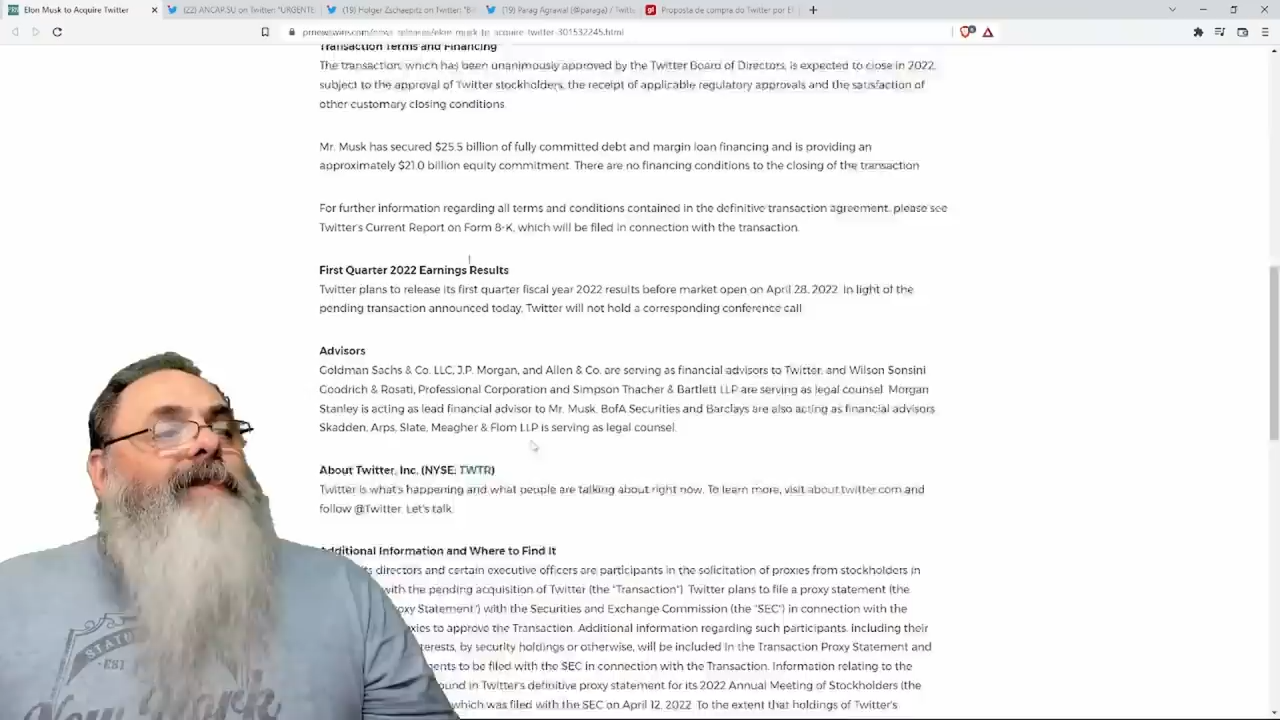 Elon Musk to Acquire Twitter
(22) ANCAP.SU on Twitter: "URGENTE
(19) Holger Zschaepitz on Twitter: "B
(19) Parag Agrawal (@paraga) / Twitte
Proposta de compra do Twitter por El
prnewswire.com/news-releases/elon-musk-to-acquire-twitter-301532245.html
Transaction Terms and Financing
The transaction, which has been unanimously approved by the Twitter Board of Directors, is expected to close in 2022,
subject to the approval of Twitter stockholders, the receipt of applicable regulatory approvals and the satisfaction of
other customary closing conditions.
Mr. Musk has secured $25.5 billion of fully committed debt and margin loan financing and is providing an
approximately $21.0 billion equity commitment. There are no financing conditions to the closing of the transaction
For further information regarding all terms and conditions contained in the definitive transaction agreement, please see
Twitter's Current Report on Form 8-K, which will be filed in connection with the transaction.
First Quarter 2022 Earnings Results
Twitter plans to release its first quarter fiscal year 2022 results before market open on April 28, 2022. In light of the
pending transaction announced today, Twitter will not hold a corresponding conference call
Advisors
Goldman Sachs & Co. LLC, J.P. Morgan, and Allen & Co. are serving as financial advisors to Twitter, and Wilson Sonsini
Goodrich & Rosati, Professional Corporation and Simpson Thacher & Bartlett LLP are serving as legal counsel. Morgan
Stanley is acting as lead financial advisor to Mr. Musk. BofA Securities and Barclays are also acting as financial advisors
Skadden, Arps, Slate, Meagher & Flom LLP is serving as legal counsel.
About Twitter, Inc. (NYSE: TWTR)
Twitter is what's happening and what people are talking about right now. To learn more, visit about.twitter.com and
follow @Twitter. Let's talk.
Additional Information and Where to Find It
its directors and certain executive officers are participants in the solicitation of proxies from stockholders in
with the pending acquisition of Twitter (the "Transaction"). Twitter plans to file a proxy statement (the
oxy Statement") with the Securities and Exchange Commission (the "SEC") in connection with the
xies to approve the Transaction. Additional information regarding such participants, including their
terests, by security holdings or otherwise, will be included in the Transaction Proxy Statement and
ents to be filed with the SEC in connection with the Transaction. Information relating to the
ound in Twitter's definitive proxy statement for its 2022 Annual Meeting of Stockholders (the
which was filed with the SEC on April 12, 2022. To the extent that holdings of Twitter's